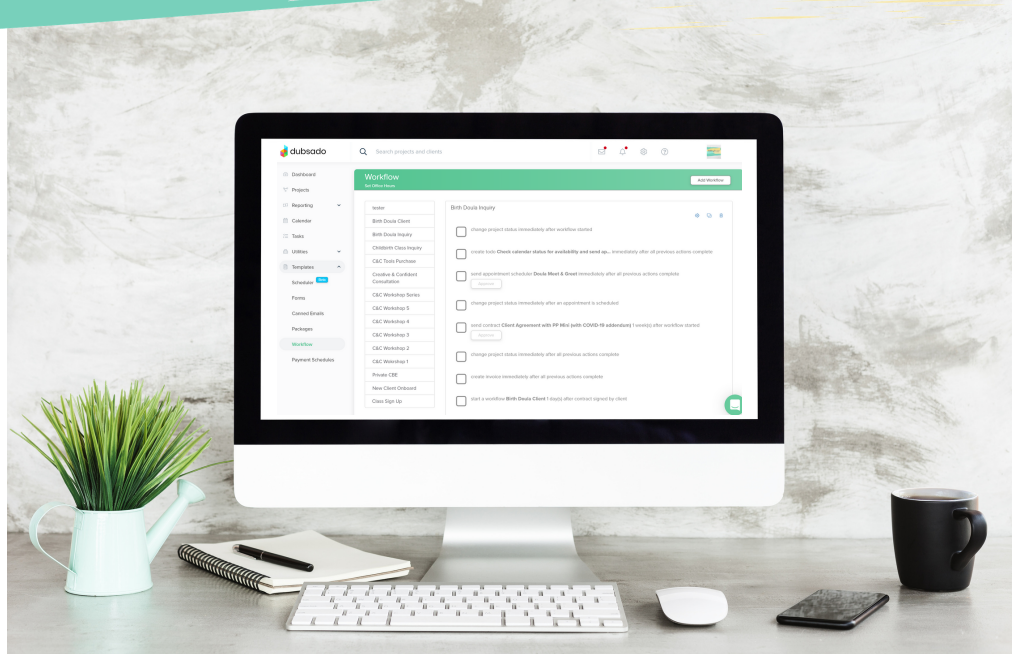 dubsado
Search projects and clients
Dashboard
Projects
Reporting
Calendar
Tasks
Utilities
Templates
Scheduler
Forms
Canned Emails
Packages
Workflow
Payment Schedules
Workflow
Set Office Hours
Add Workflow
tester
Birth Doula Client
Birth Doula Inquiry
Childbirth Class Inquiry
C&C Tools Purchase
Creative & Confident
Consultation
C&C Workshop Series
C&C Workshop 5
C&C Workshop 4
C&C Workshop 3
C&C Workshop 2
C&C Wokrshop 1
Private CBE
New Client Onboard
Class Sign Up
Birth Doula Inquiry
change project status immediately after workflow started
create todo Check calendar status for availability and send qu... immediately after all previous actions complete
send appointment scheduler Doula Meet & Greet immediately after all previous actions complete
Approve
change project status immediately after an appointment is scheduled
send contract Client Agreement with PP Mini (with COVID-19 addendum) 1 week(s) after workflow started
Approve
change project status immediately after all previous actions complete
create invoice immediately after all previous actions complete
start a workflow Birth Doula Client 1 day(s) after contract signed by client